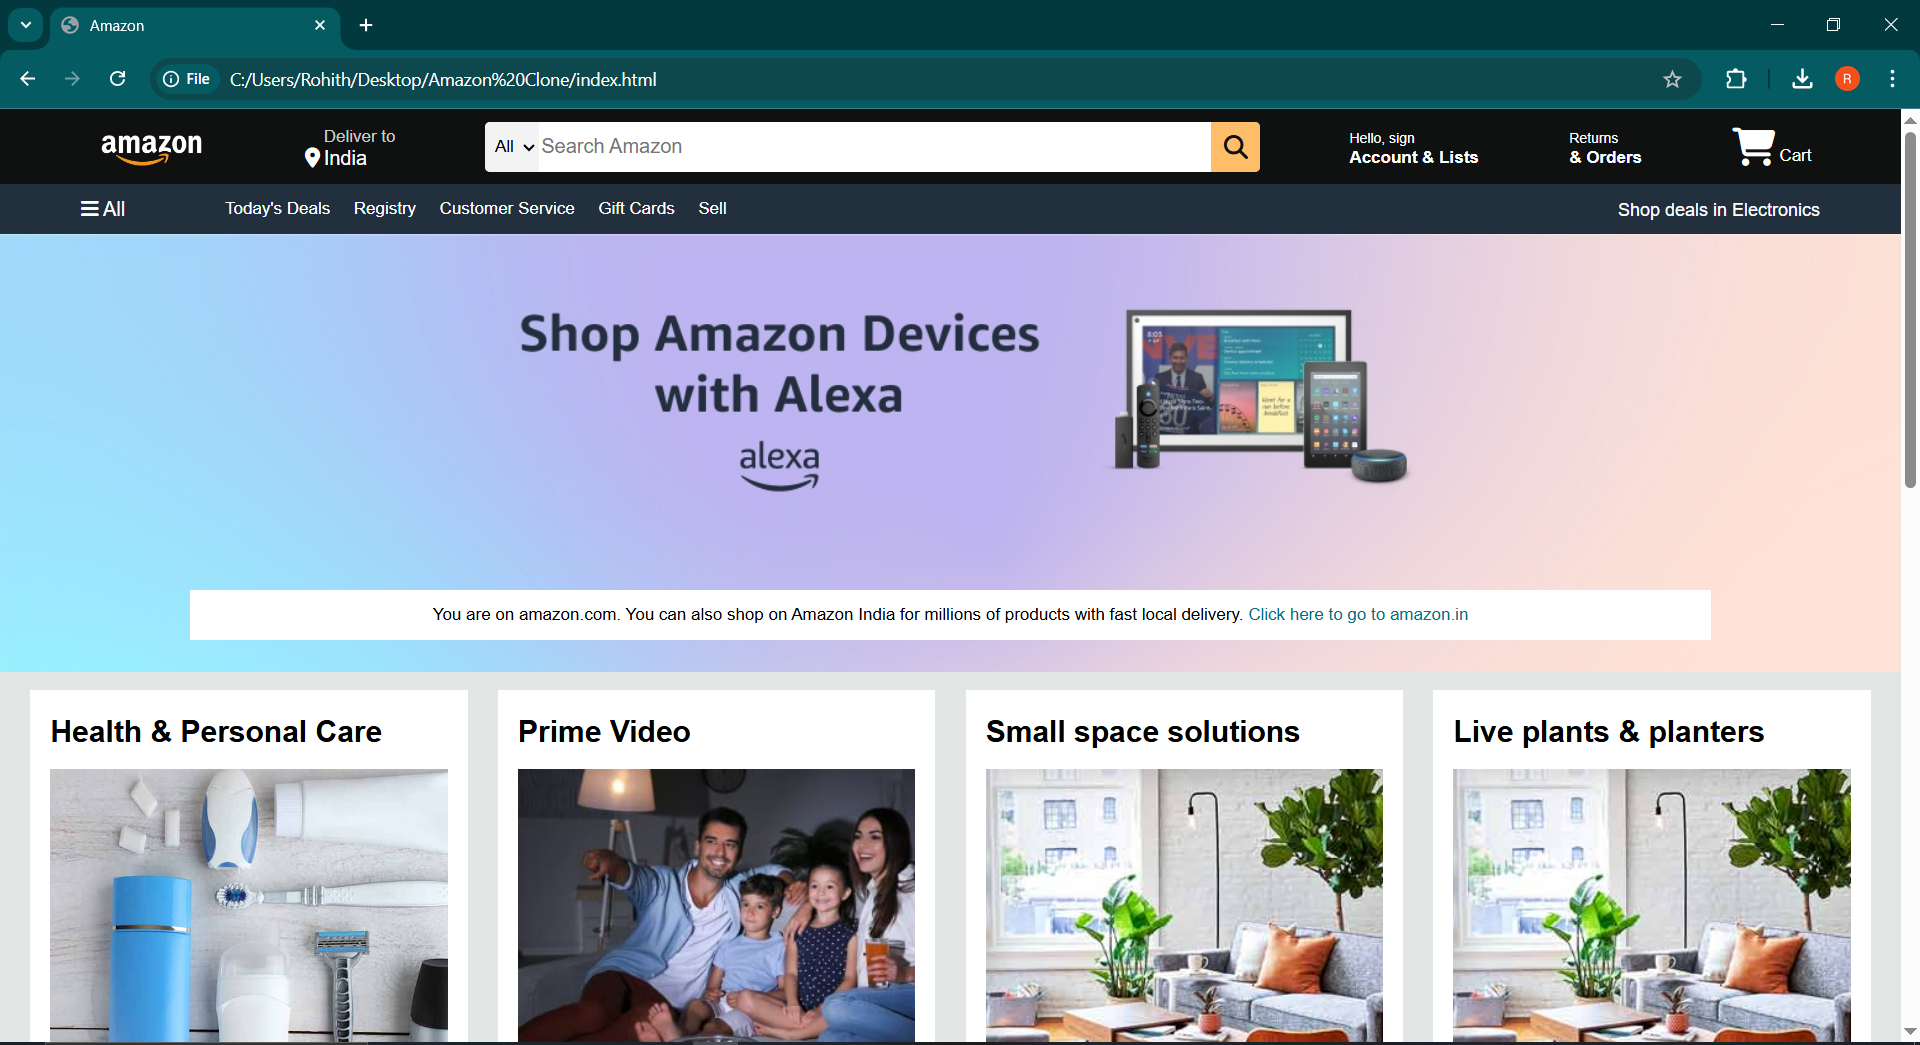 Amazon
File
C:/Users/Rohith/Desktop/Amazon%20Clone/index.html
R
amazon
Deliver to
India
All
Search Amazon
Hello, sign
Account & Lists
Returns
& Orders
Cart
All
Today's Deals
Registry
Customer Service
Gift Cards
Sell
Shop deals in Electronics
Shop Amazon Devices
with Alexa
alexa
8:03
You are on amazon.com. You can also shop on Amazon India for millions of products with fast local delivery. Click here to go to amazon.in
Health & Personal Care
Prime Video
Small space solutions
Live plants & planters